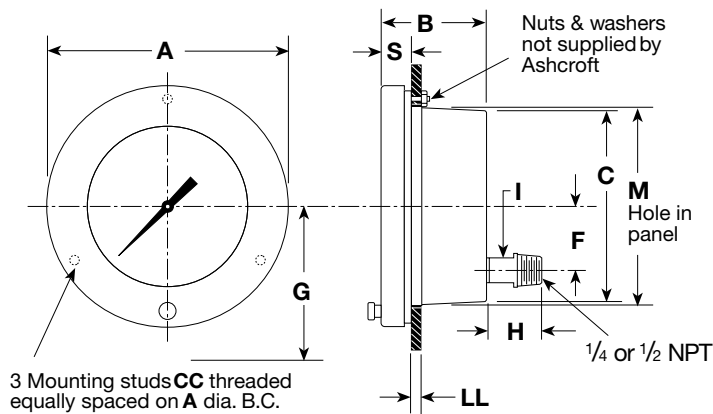 A
B
S
Nuts & washers
not supplied by
Ashcroft
I
C
M
Hole in
panel
F
G
H
1/4 or 1/2 NPT
LL
3 Mounting studs CC threaded
equally spaced on A dia. B.C.